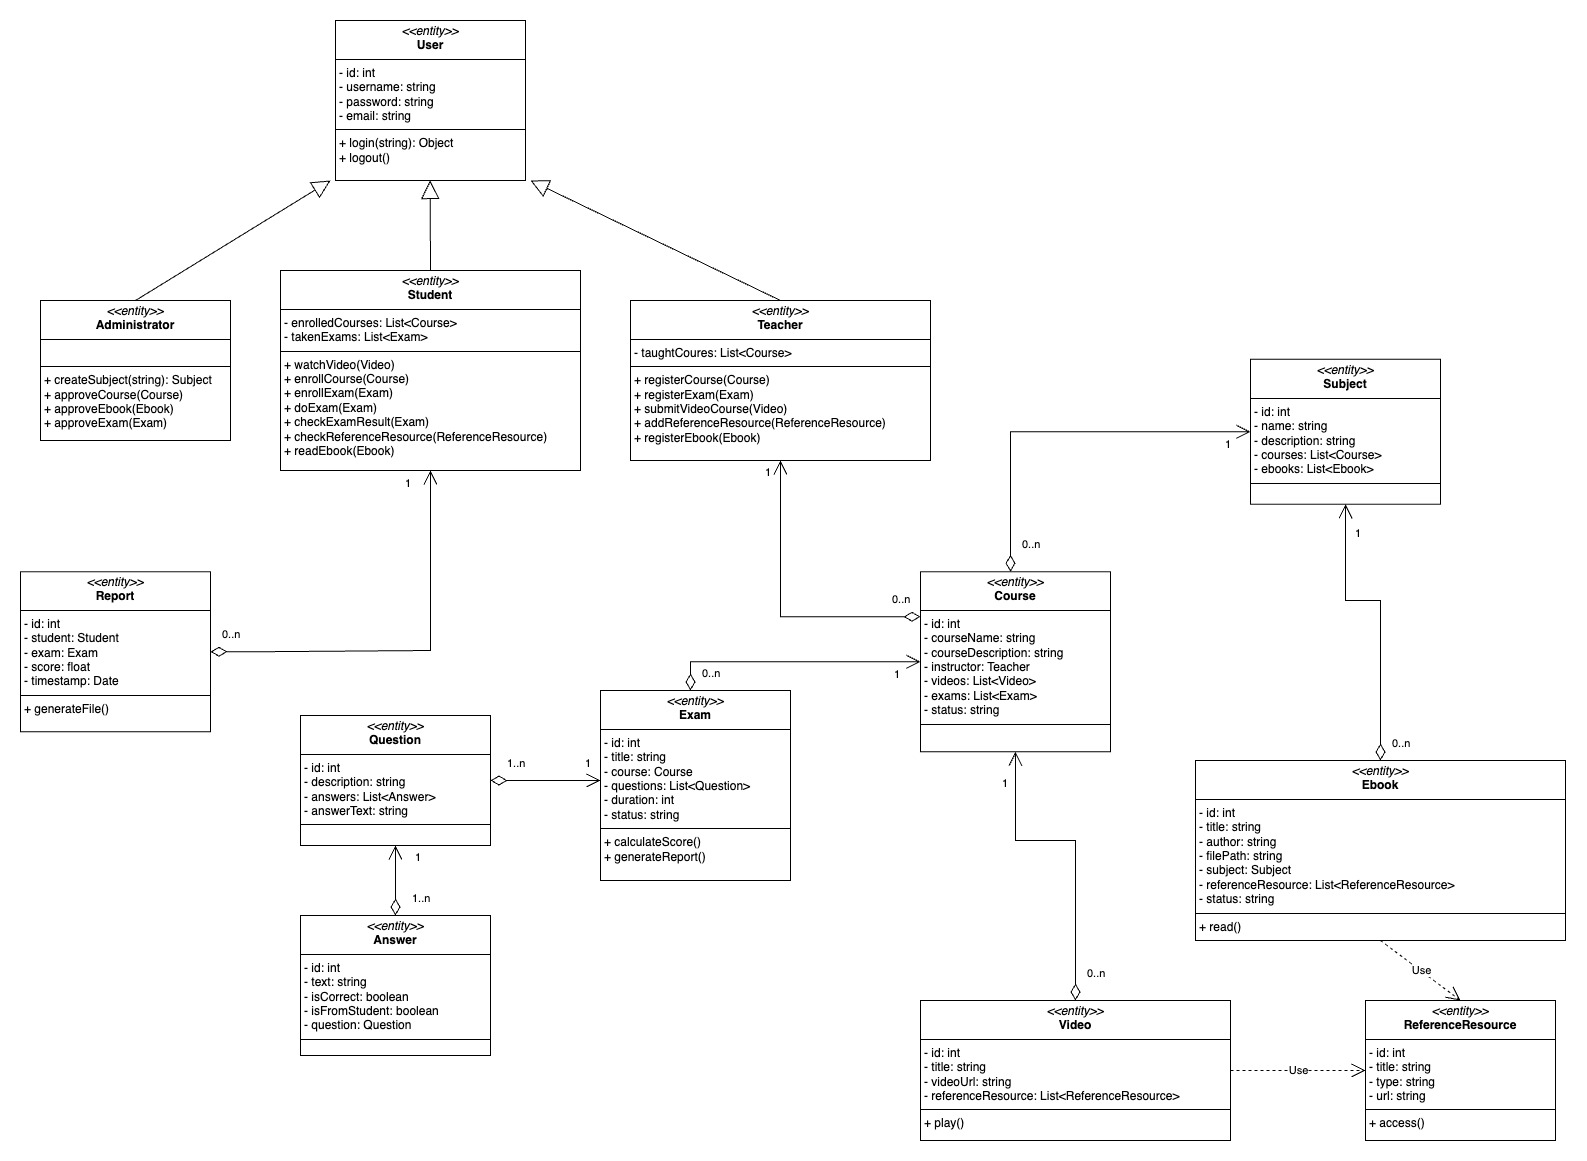 <<entity>>
User
- id: int
- username: string
- password: string
- email: string
+ login(string): Object
+ logout()
<<entity>>
Administrator
+ createSubject(string): Subject
+ approveCourse(Course)
+ approveEbook(Ebook)
+ approveExam(Exam)
<<entity>>
Student
- enrolledCourses: List<Course>
- takenExams: List<Exam>
+ watchVideo(Video)
+ enrollCourse(Course)
+ enrollExam(Exam)
+ doExam(Exam)
+ checkExamResult(Exam)
+ checkReferenceResource(ReferenceResource)
+ readEbook(Ebook)
1
<<entity>>
Teacher
- taughtCoures: List<Course>
+ registerCourse(Course)
+ registerExam(Exam)
+ submitVideoCourse(Video)
+ addReferenceResource(ReferenceResource)
+ registerEbook(Ebook)
1
<<entity>>
Subject
- id: int
- name: string
- description: string
- courses: List<Course>
- ebooks: List<Ebook>
1
1
0..n
0..n
<<entity>>
Report
- id: int
- student: Student
- exam: Exam
- score: float
- timestamp: Date
+ generateFile()
0..n
<<entity>>
Course
- id: int
- courseName: string
- courseDescription: string
- instructor: Teacher
- videos: List<Video>
- exams: List<Exam>
- status: string
1
0..n
1
<<entity>>
Question
- id: int
- description: string
- answers: List<Answer>
- answerText: string
1..n
1
1
1..n
<<entity>>
Exam
- id: int
- title: string
- course: Course
- questions: List<Question>
- duration: int
- status: string
+ calculateScore()
+ generateReport()
0..n
<<entity>>
Ebook
- id: int
- title: string
- author: string
- filePath: string
- subject: Subject
- referenceResource: List<ReferenceResource>
- status: string
+ read()
<<entity>>
Answer
- id: int
- text: string
- isCorrect: boolean
- isFromStudent: boolean
- question: Question
0..n
<<entity>>
Video
- id: int
- title: string
- videoUrl: string
- referenceResource: List<ReferenceResource>
+ play()
Use
Use
<<entity>>
ReferenceResource
- id: int
- title: string
- type: string
- url: string
+ access()